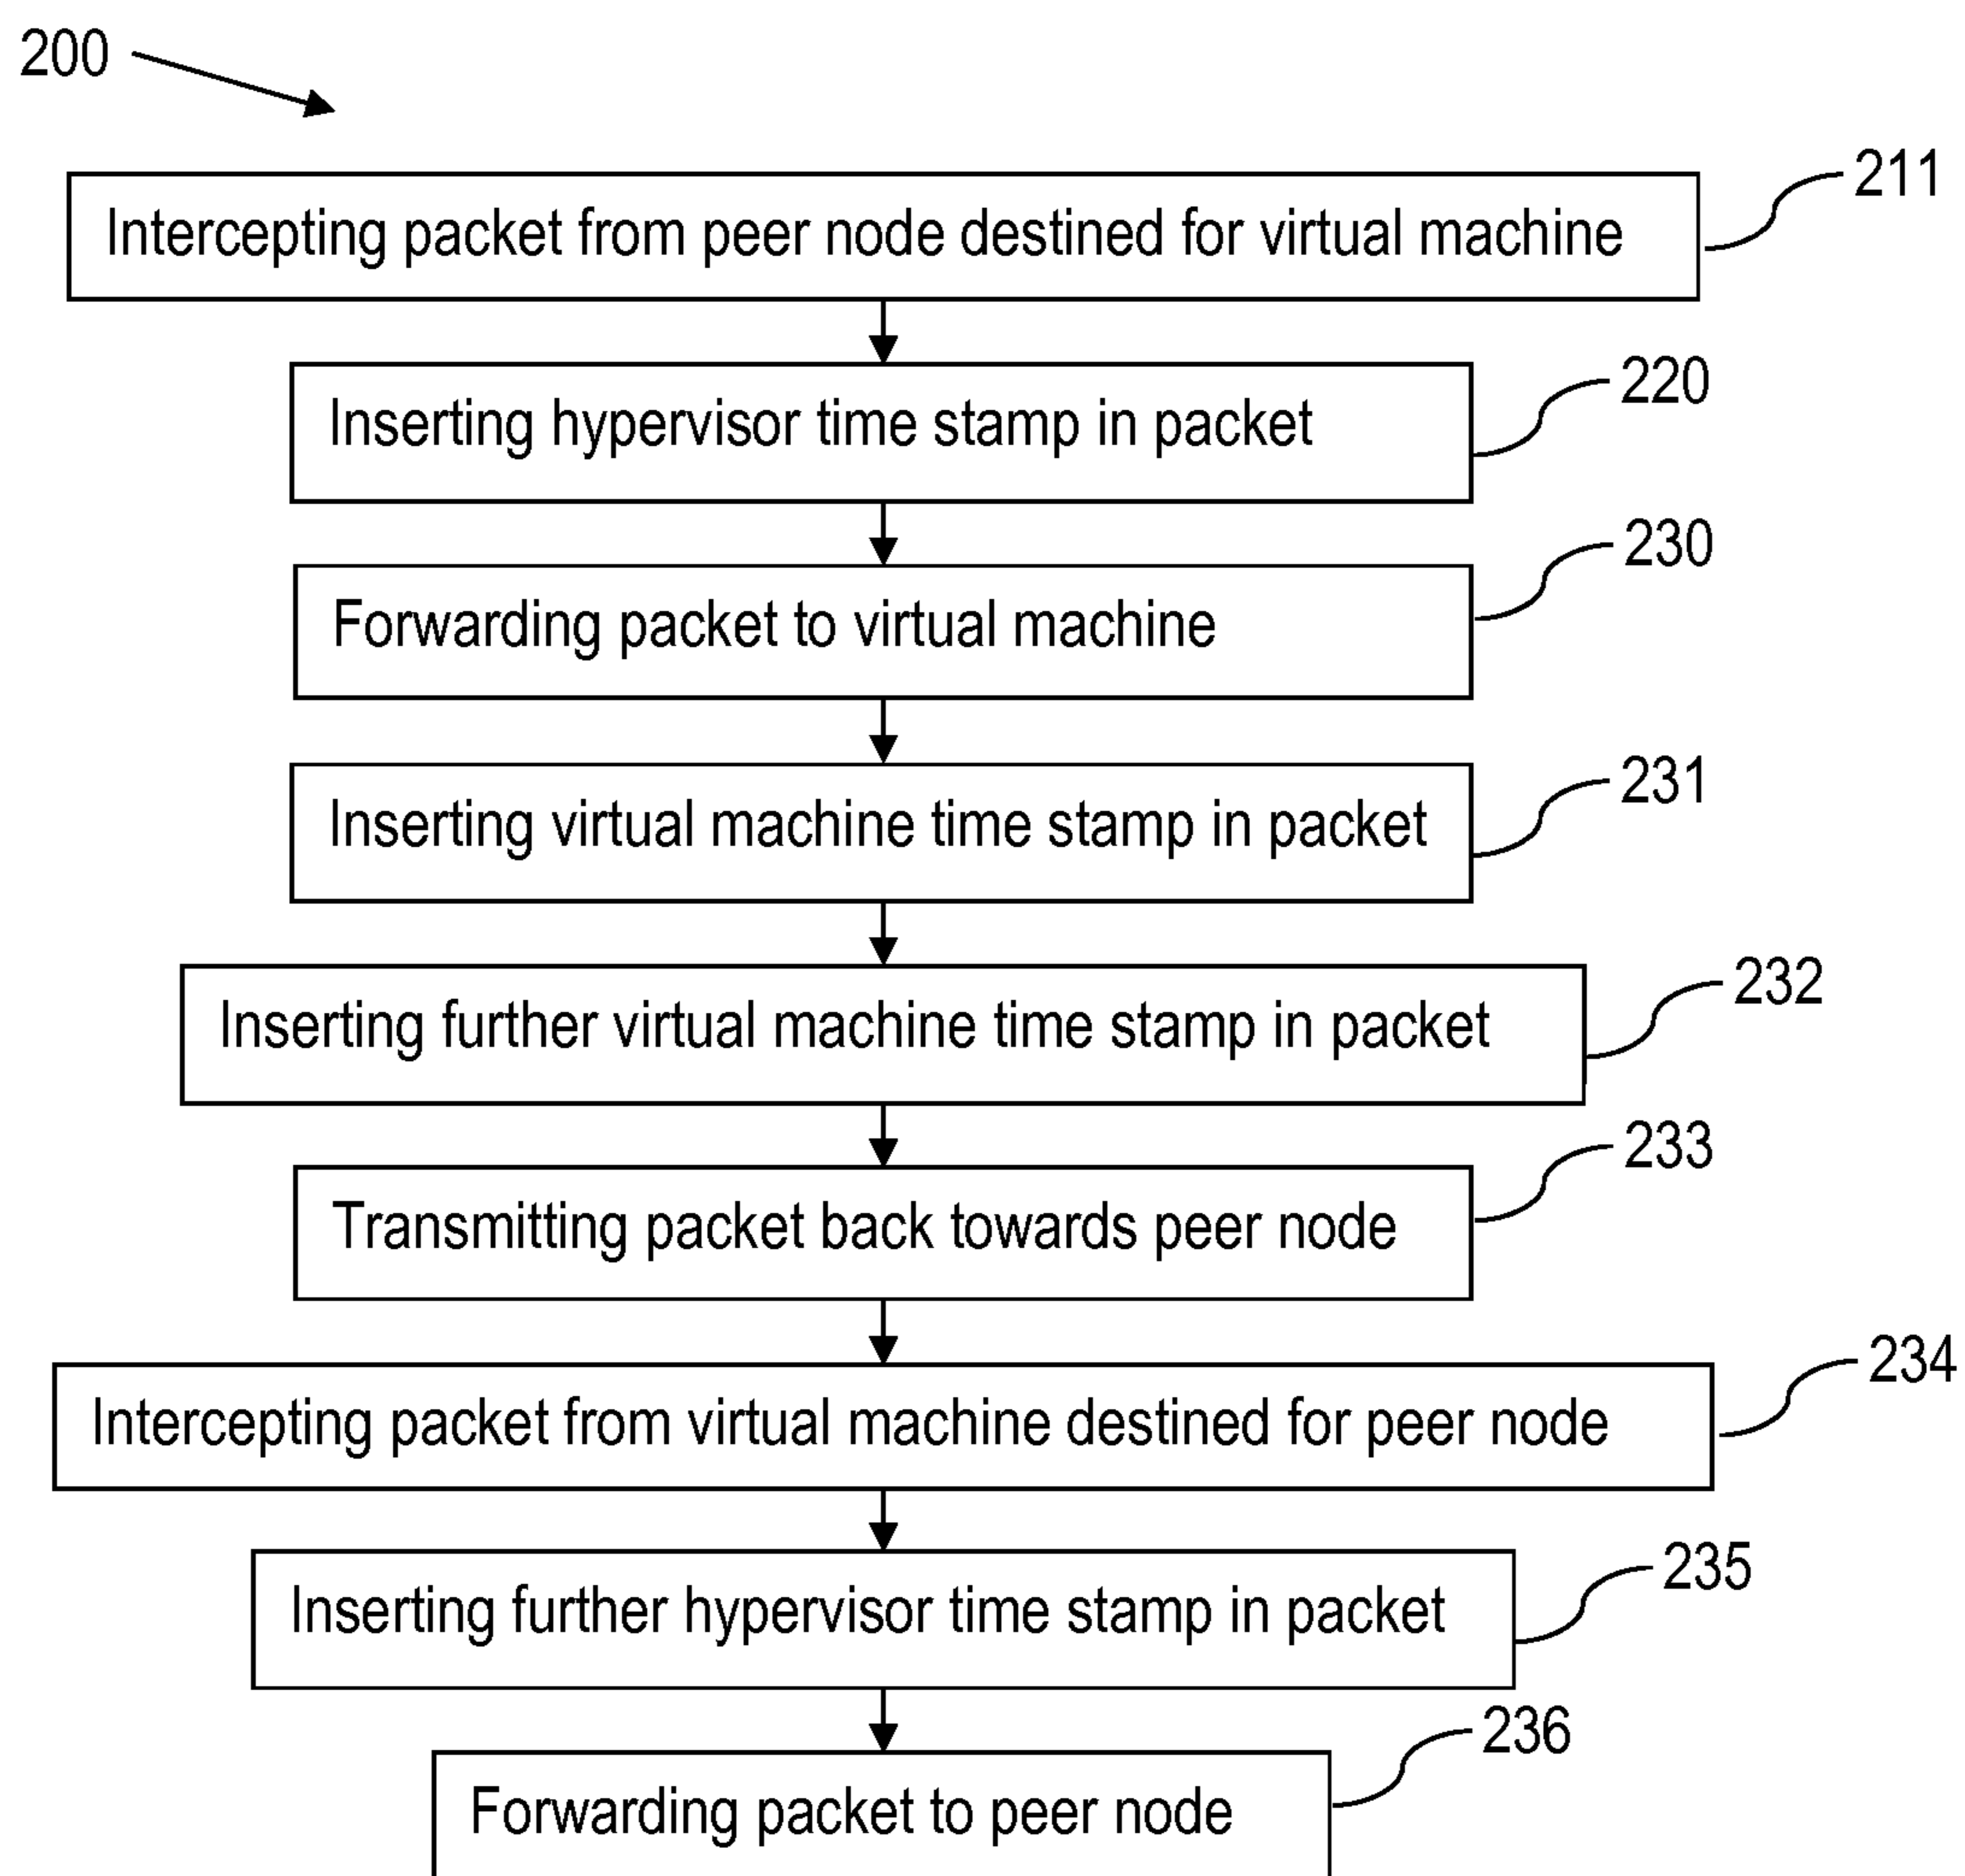 200
211
Intercepting packet from peer node destined for virtual machine
220
Inserting hypervisor time stamp in packet
230
Forwarding packet to virtual machine
231
Inserting virtual machine time stamp in packet
232
Inserting further virtual machine time stamp in packet
233
Transmitting packet back towards peer node
234
Intercepting packet from virtual machine destined for peer node
235
Inserting further hypervisor time stamp in packet
236
Forwarding packet to peer node